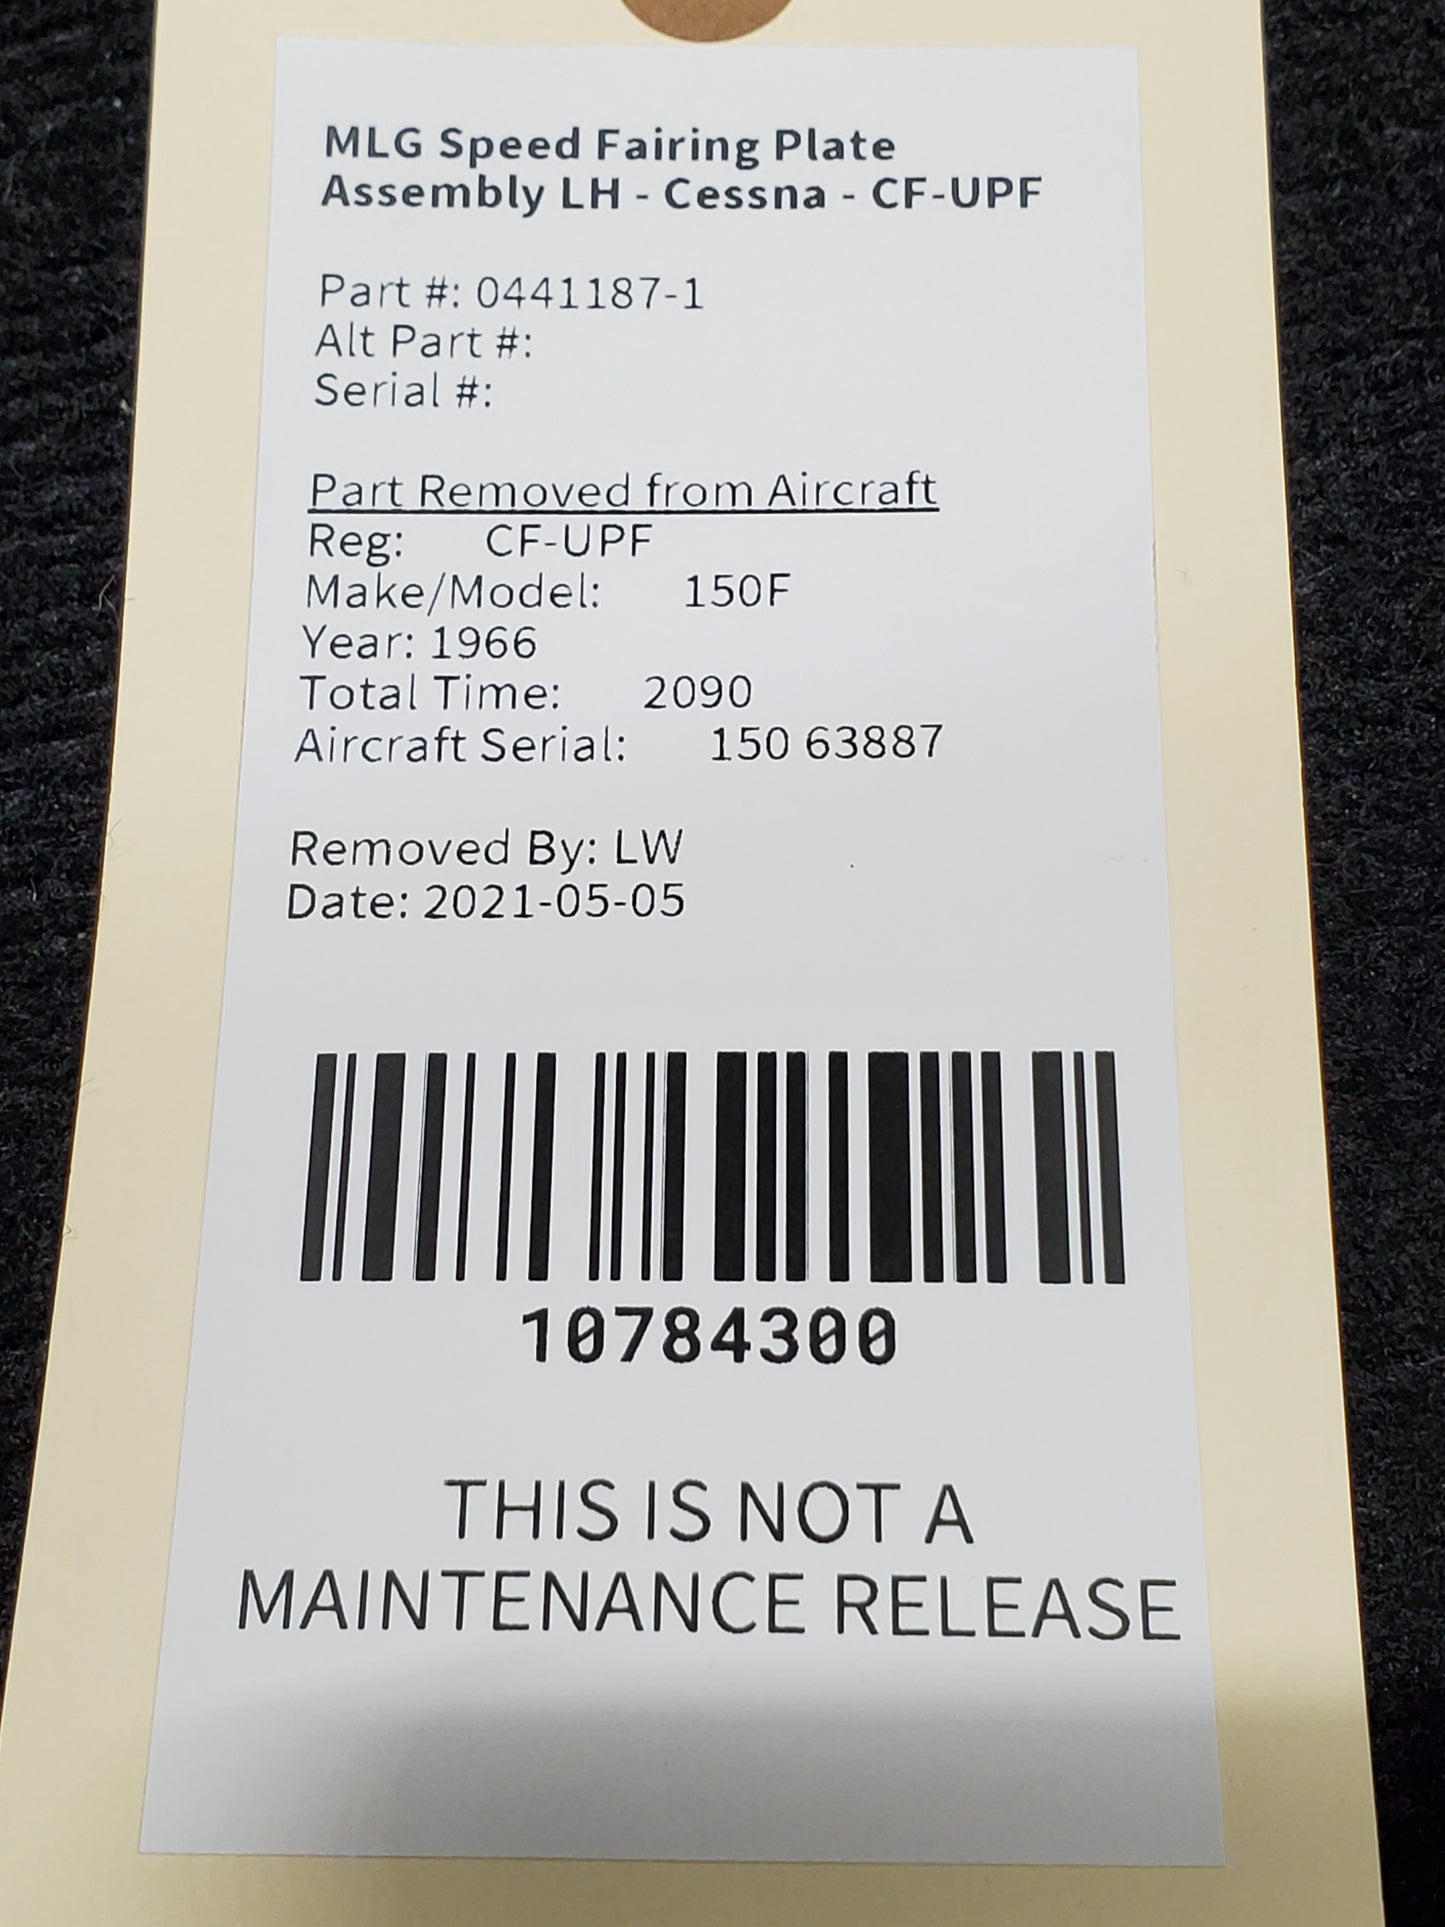 MLG Speed Fairing Plate
Assembly LH - Cessna - CF-UPF
Part #: 0441187-1
Alt Part #:
Serial #:
Part Removed from Aircraft
Reg: CF-UPF
Make/Model: 150F
Year: 1966
Total Time: 2090
Aircraft Serial: 150 63887
Removed By: LW
Date: 2021-05-05
10784300
THIS IS NOT A
MAINTENANCE RELEASE